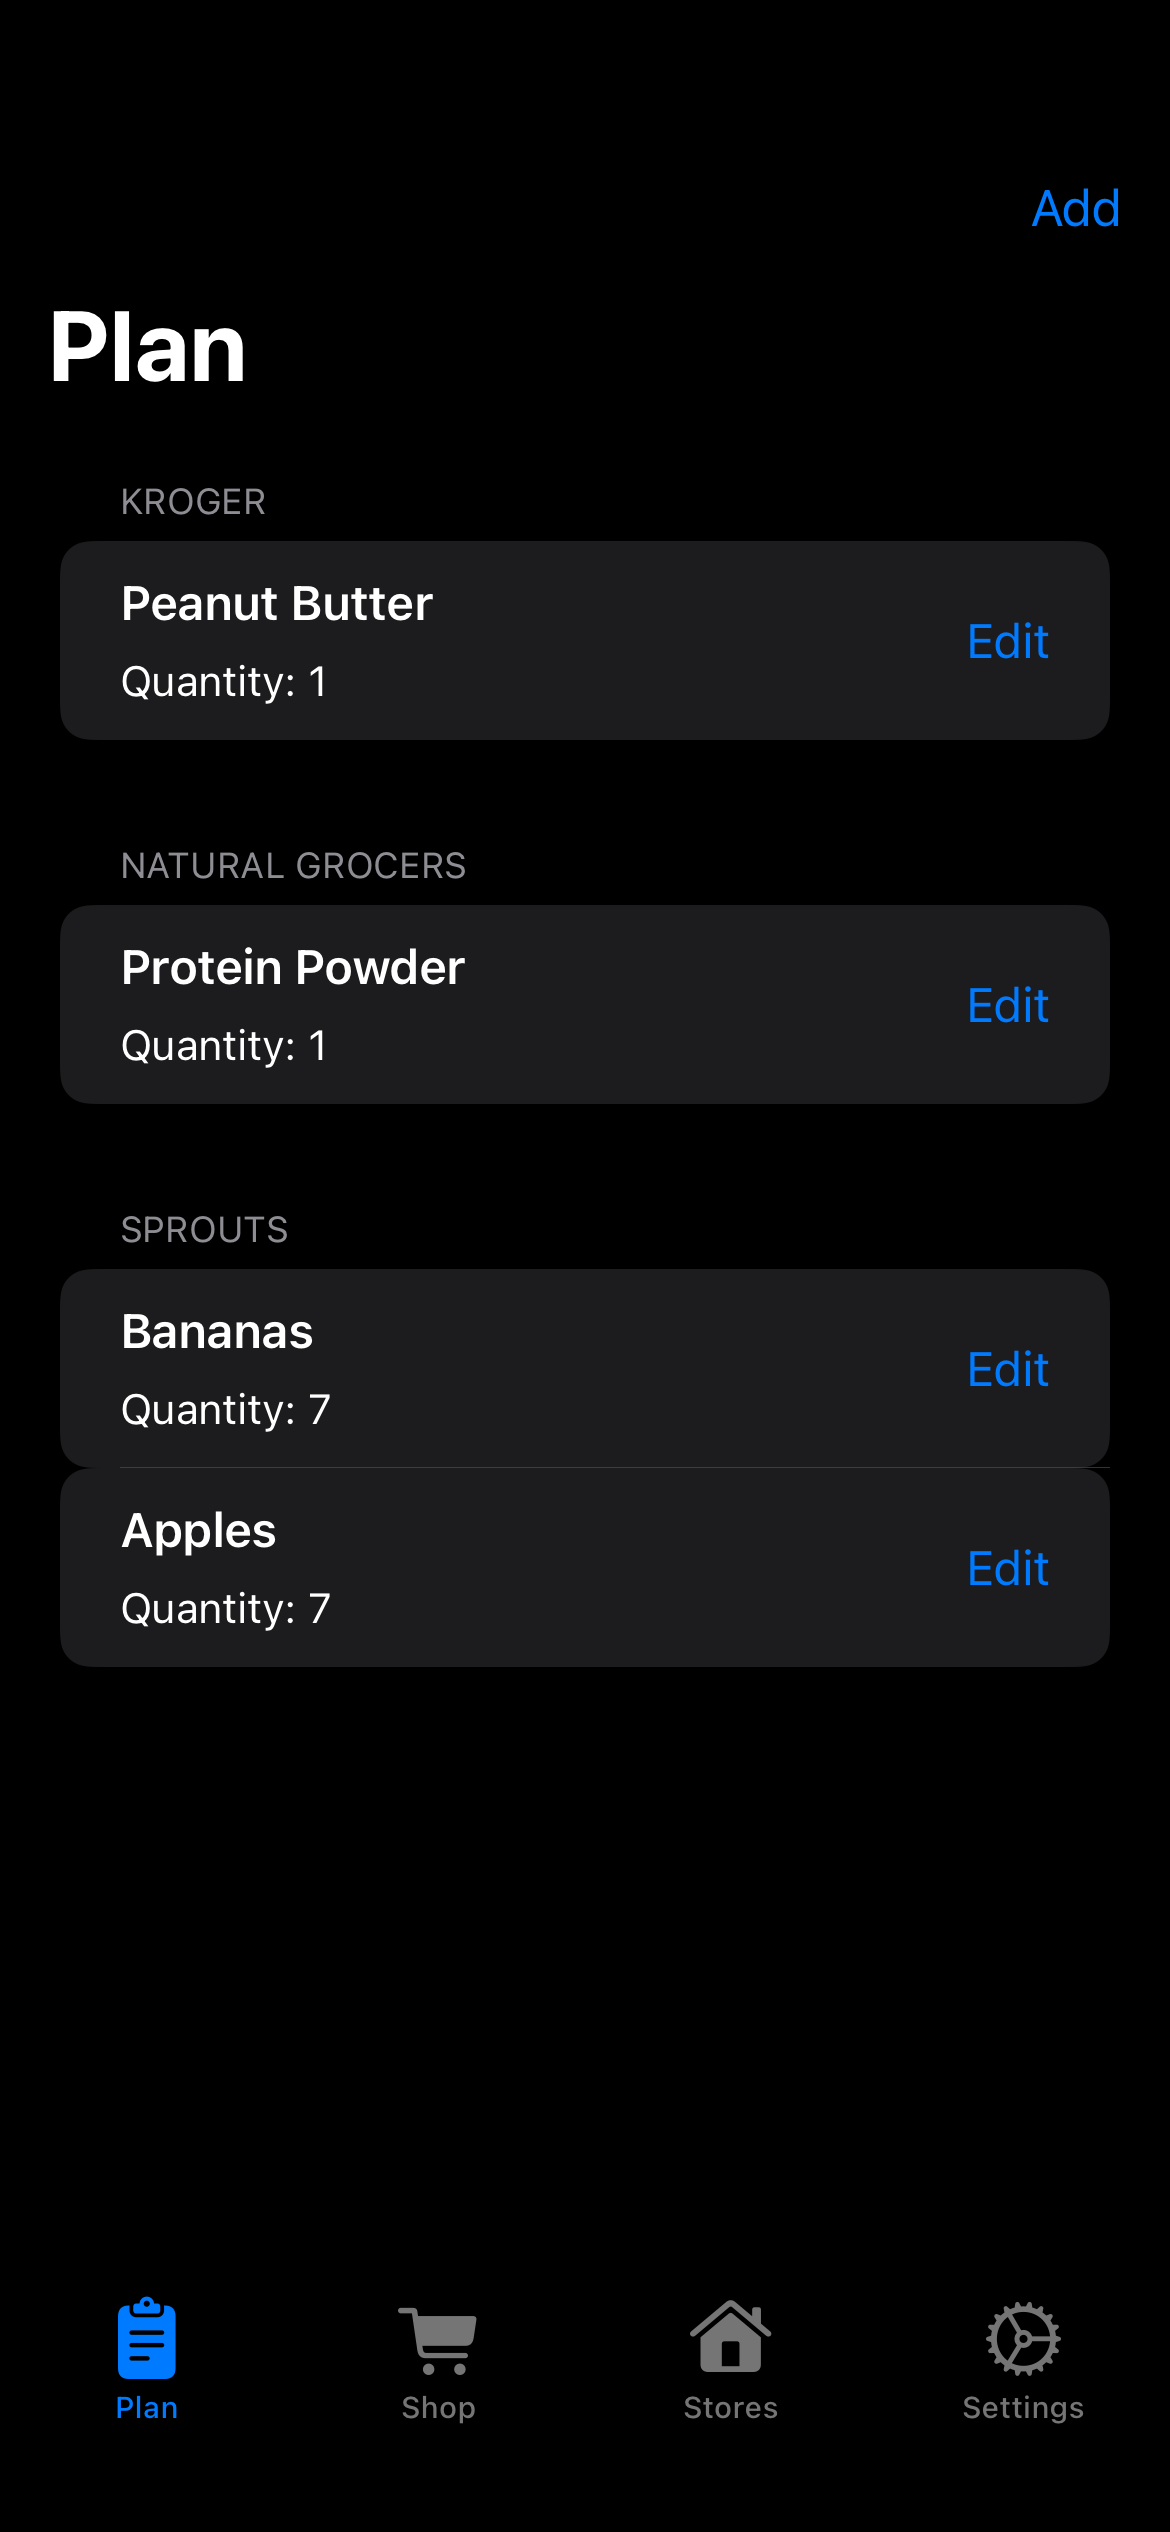 Add
Plan
KROGER
Peanut Butter
Quantity: 1
Edit
NATURAL GROCERS
Protein Powder
Quantity: 1
Edit
SPROUTS
Bananas
Quantity: 7
Edit
Apples
Quantity: 7
Edit
Plan
Shop
Stores
Settings